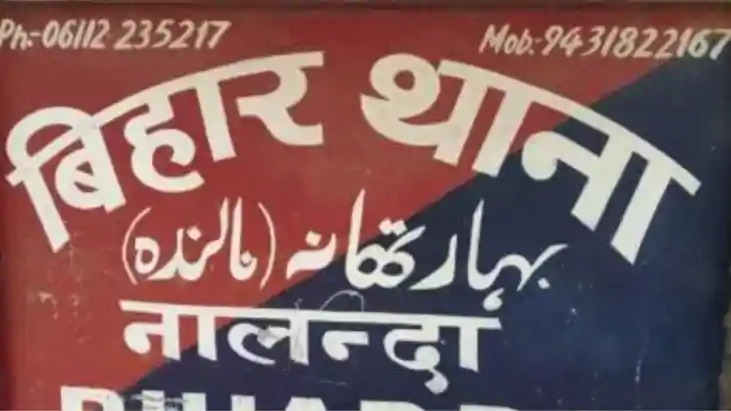 Ph:-06112-235217 Mob:-9431822167
बिहार थाना
بہار تھانہ (نالندہ)
नालन्दा